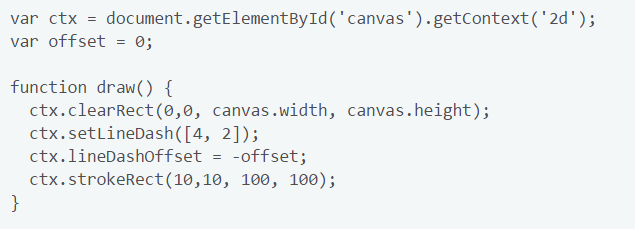 var ctx = document.getElementById('canvas').getContext('2d');
var offset = 0;

function draw() {
  ctx.clearRect(0,0, canvas.width, canvas.height);
  ctx.setLineDash([4, 2]);
  ctx.lineDashOffset = -offset;
  ctx.strokeRect(10,10, 100, 100);
}